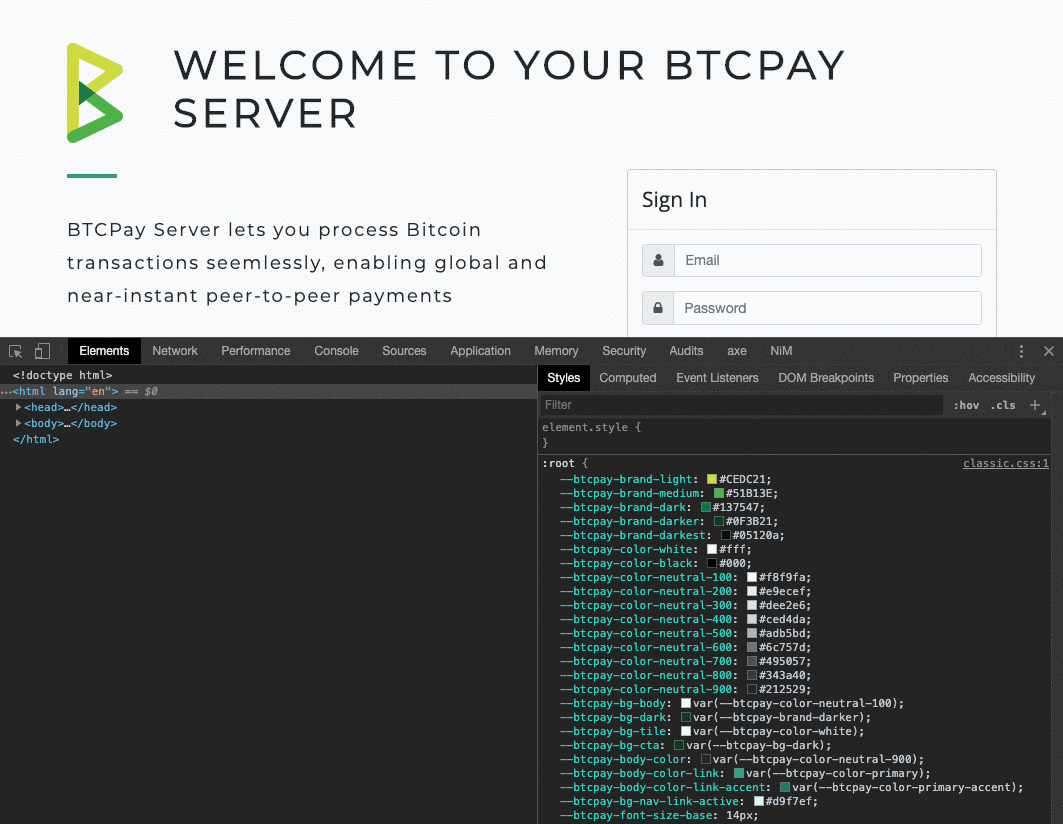 WELCOME TO YOUR BTCPAY
SERVER
BTCPay Server lets you process Bitcoin
transactions seemlessly, enabling global and
near-instant peer-to-peer payments
Sign In
Email
Password
Elements Network Performance Console Sources Application Memory Security Audits axe NiM
<!doctype html>
<html lang="en"> == $0
<head>…</head>
<body>…</body>
</html>
Styles Computed Event Listeners DOM Breakpoints Properties Accessibility
Filter :hov .cls +
element.style {
}
:root { classic.css:1
--btcpay-brand-light: #CEDC21;
--btcpay-brand-medium: #51B13E;
--btcpay-brand-dark: #137547;
--btcpay-brand-darker: #0F3B21;
--btcpay-brand-darkest: #05120a;
--btcpay-color-white: #fff;
--btcpay-color-black: #000;
--btcpay-color-neutral-100: #f8f9fa;
--btcpay-color-neutral-200: #e9ecef;
--btcpay-color-neutral-300: #dee2e6;
--btcpay-color-neutral-400: #ced4da;
--btcpay-color-neutral-500: #adb5bd;
--btcpay-color-neutral-600: #6c757d;
--btcpay-color-neutral-700: #495057;
--btcpay-color-neutral-800: #343a40;
--btcpay-color-neutral-900: #212529;
--btcpay-bg-body: var(--btcpay-color-neutral-100);
--btcpay-bg-dark: var(--btcpay-brand-darker);
--btcpay-bg-tile: var(--btcpay-color-white);
--btcpay-bg-cta: var(--btcpay-bg-dark);
--btcpay-body-color: var(--btcpay-color-neutral-900);
--btcpay-body-color-link: var(--btcpay-color-primary);
--btcpay-body-color-link-accent: var(--btcpay-color-primary-accent);
--btcpay-bg-nav-link-active: #d9f7ef;
--btcpay-font-size-base: 14px;